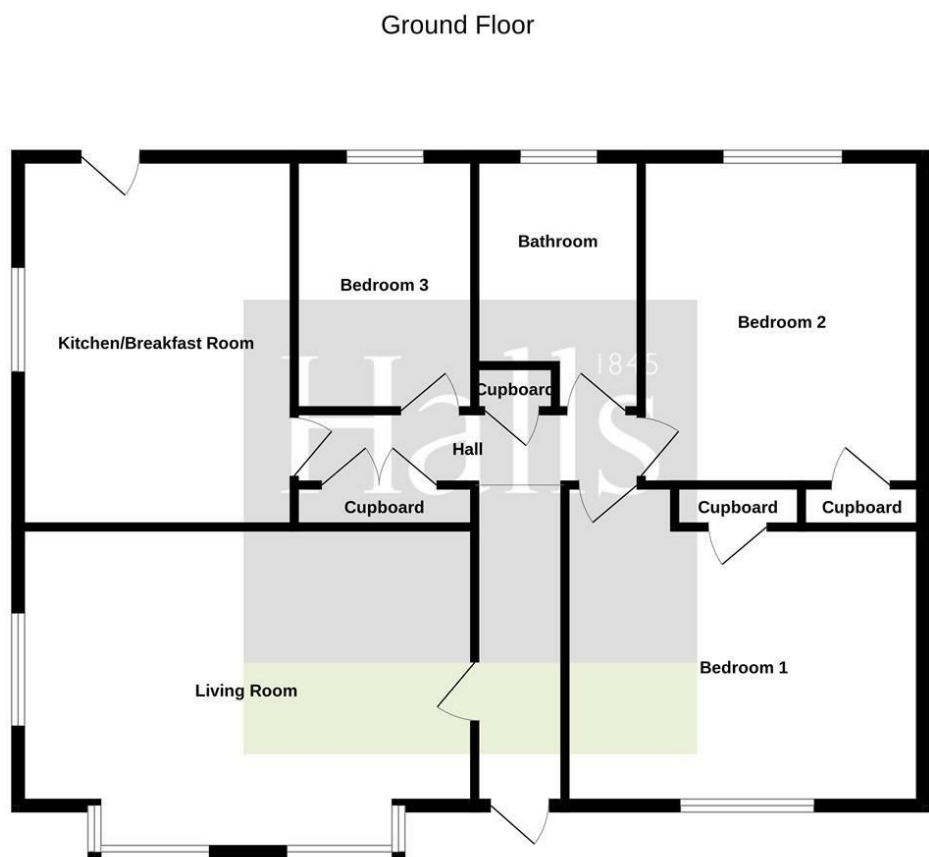 Ground Floor
Bathroom
Bedroom 3
Bedroom 2
Kitchen/Breakfast Room
1845
Halls
Cupboard
Hall
Cupboard
Cupboard
Cupboard
Bedroom 1
Living Room